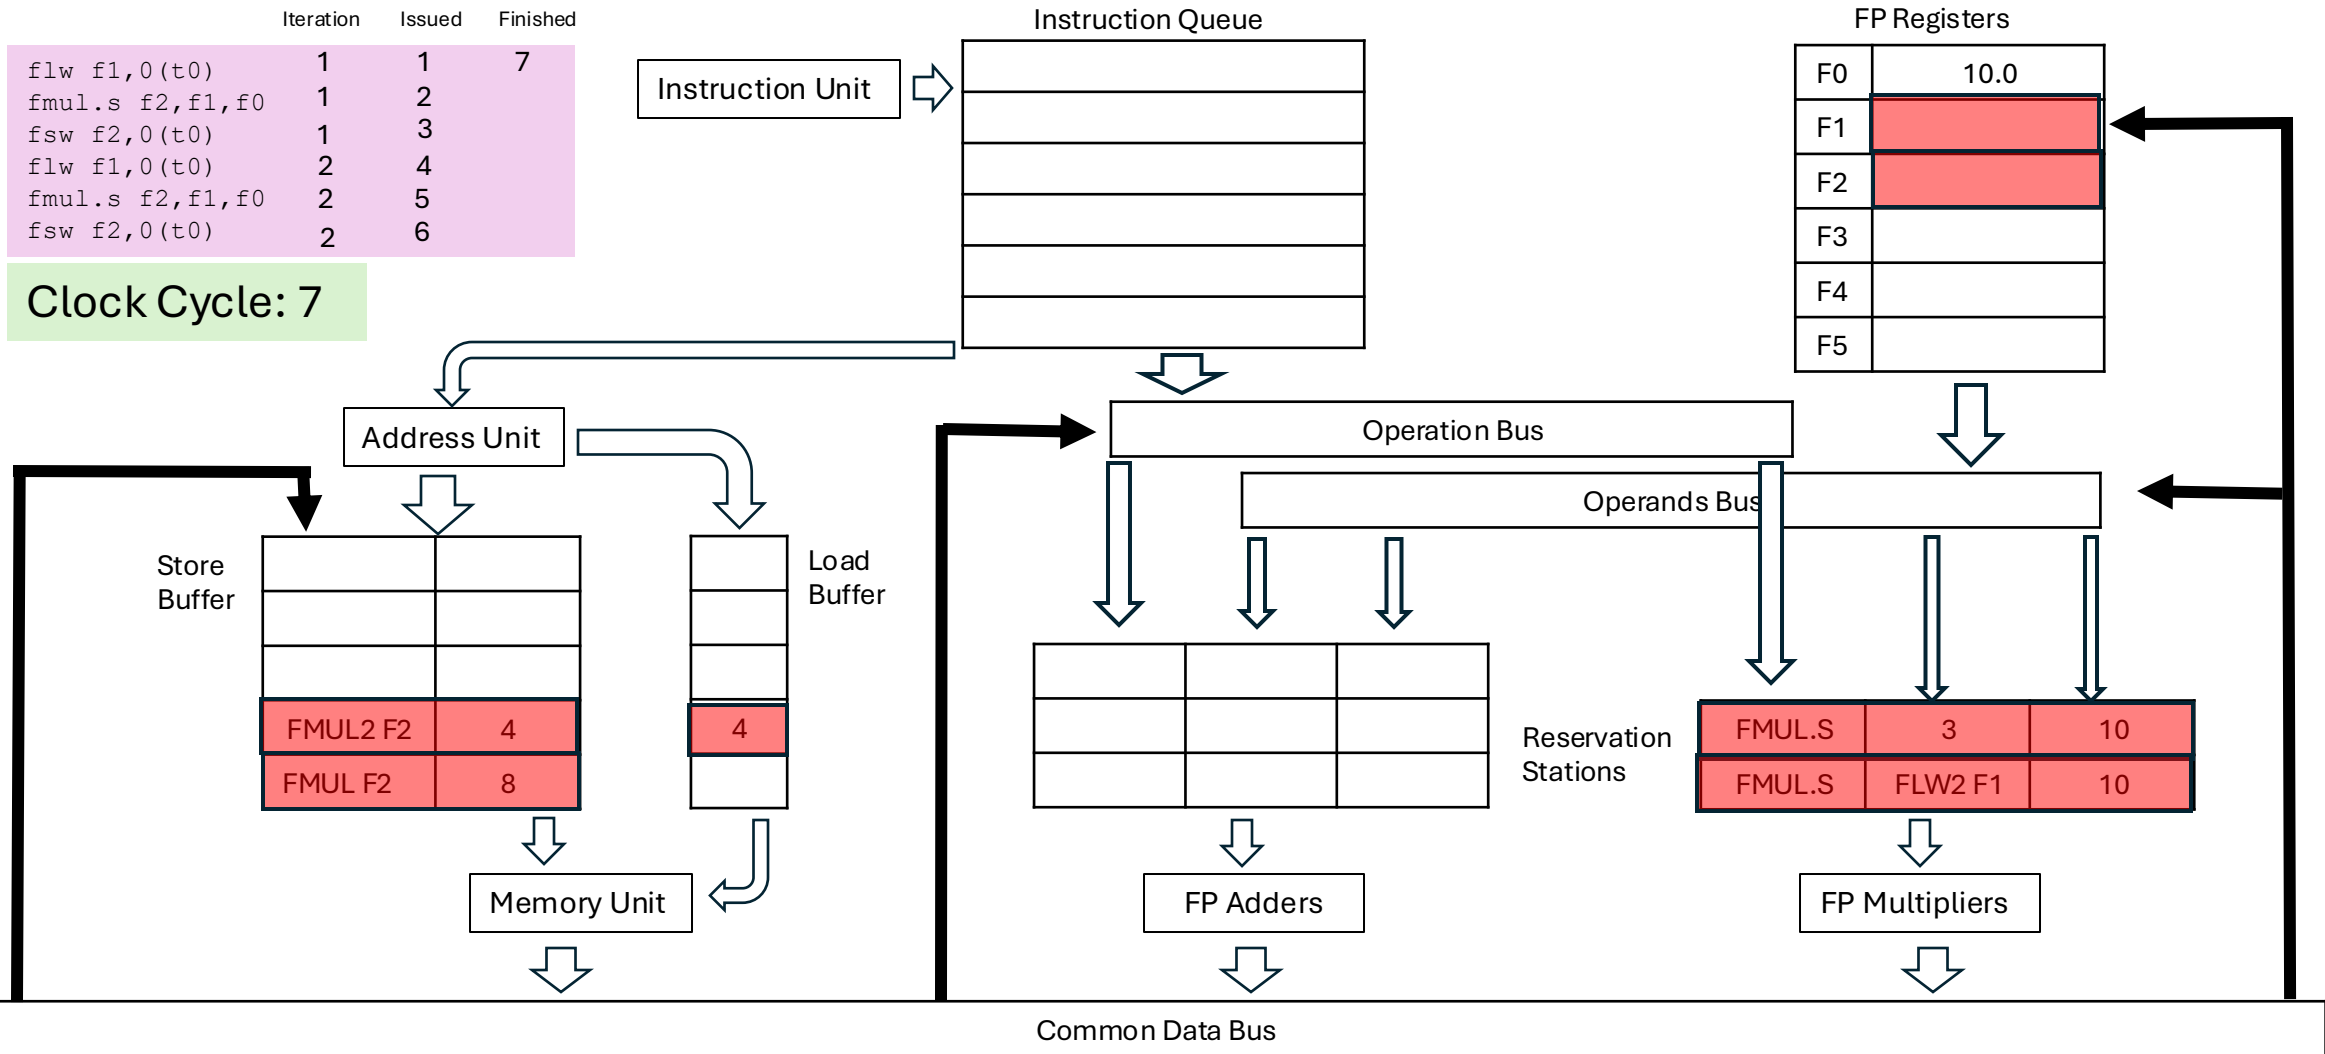 Iteration Issued Finished
flw f1,0(t0) 1 1 7
fmul.s f2,f1,f0 1 2
fsw f2,0(t0) 1 3
flw f1,0(t0) 2 4
fmul.s f2,f1,f0 2 5
fsw f2,0(t0) 2 6
Clock Cycle: 7
Instruction Queue
Instruction Unit
FP Registers
F0 10.0
F1
F2
F3
F4
F5
Address Unit
Operation Bus
Operands Bus
Store
Buffer
Load
Buffer
FMUL2 F2 4
FMUL F2 8
4
Reservation
Stations
FMUL.S 3 10
FMUL.S FLW2 F1 10
Memory Unit
FP Adders
FP Multipliers
Common Data Bus